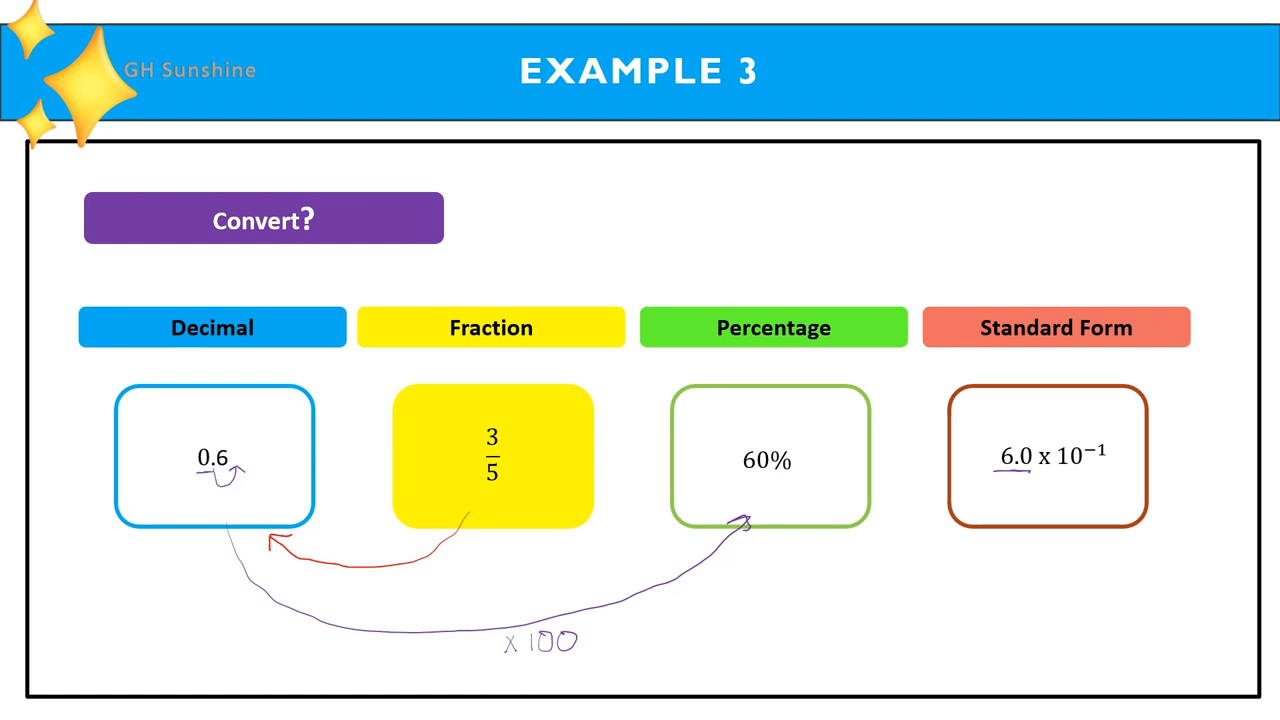 GH Sunshine
EXAMPLE 3
Convert?
Decimal
Fraction
Percentage
Standard Form
0.6
3
5
60%
6.0 x 10⁻¹
x 100